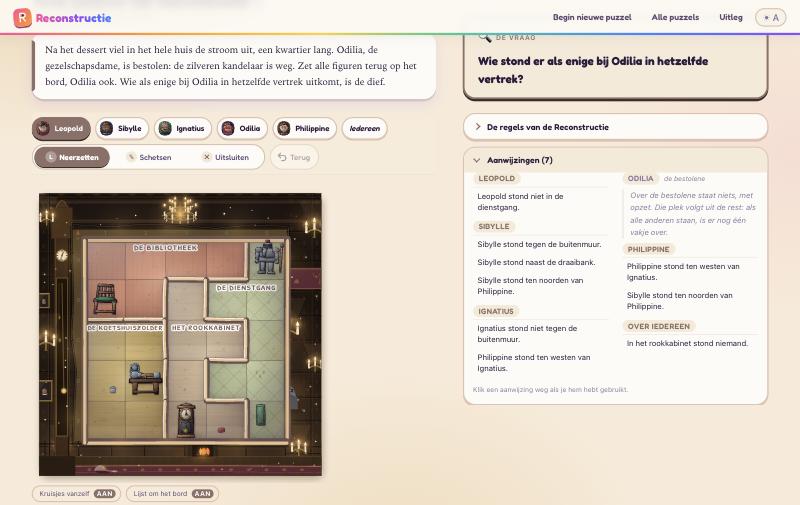 R Reconstructie
Begin nieuwe puzzel
Alle puzzels
Uitleg
☀ A
Na het dessert viel in het hele huis de stroom uit, een kwartier lang. Odilia, de
gezelschapsdame, is bestolen: de zilveren kandelaar is weg. Zet alle figuren terug op het
bord, Odilia ook. Wie als enige bij Odilia in hetzelfde vertrek uitkomt, is de dief.
DE VRAAG
Wie stond er als enige bij Odilia in hetzelfde
vertrek?
Leopold
Sibylle
Ignatius
Odilia
Philippine
Iedereen
L Neerzetten
Schetsen
Uitsluiten
Terug
DE BIBLIOTHEEK
DE DIENSTGANG
DE KOETSHUISZOLDER
HET ROOKKABINET
Kruisjes vanzelf AAN
Lijst om het bord AAN
De regels van de Reconstructie
Aanwijzingen (7)
LEOPOLD
Leopold stond niet in de
dienstgang.
SIBYLLE
Sibylle stond tegen de buitenmuur.
Sibylle stond naast de draaibank.
Sibylle stond ten noorden van
Philippine.
IGNATIUS
Ignatius stond niet tegen de
buitenmuur.
Philippine stond ten westen van
Ignatius.
ODILIA de bestolene
Over de bestolene staat niets, met
opzet. Die plek volgt uit de rest: als
alle anderen staan, is er nog één
vakje over.
PHILIPPINE
Philippine stond ten westen van
Ignatius.
Sibylle stond ten noorden van
Philippine.
OVER IEDEREEN
In het rookkabinet stond niemand.
Klik een aanwijzing weg als je hem hebt gebruikt.